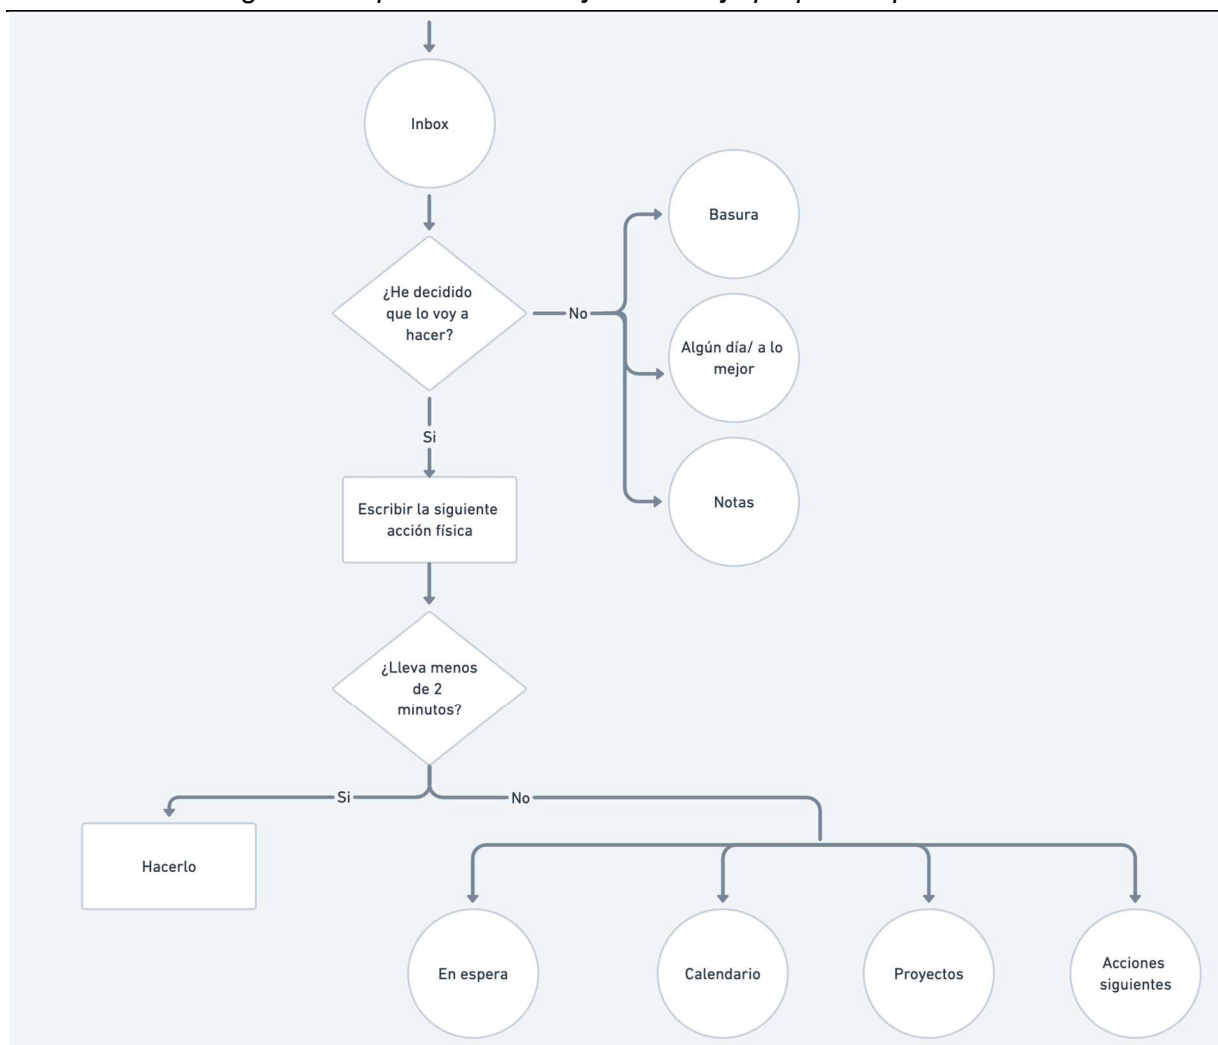 Inbox
Basura
¿He decidido
que lo voy a
hacer?
No
Algún día/ a lo
mejor
Si
Notas
Escribir la siguiente
acción física
¿Lleva menos
de 2
minutos?
Si
No
Hacerlo
En espera
Calendario
Proyectos
Acciones
siguientes